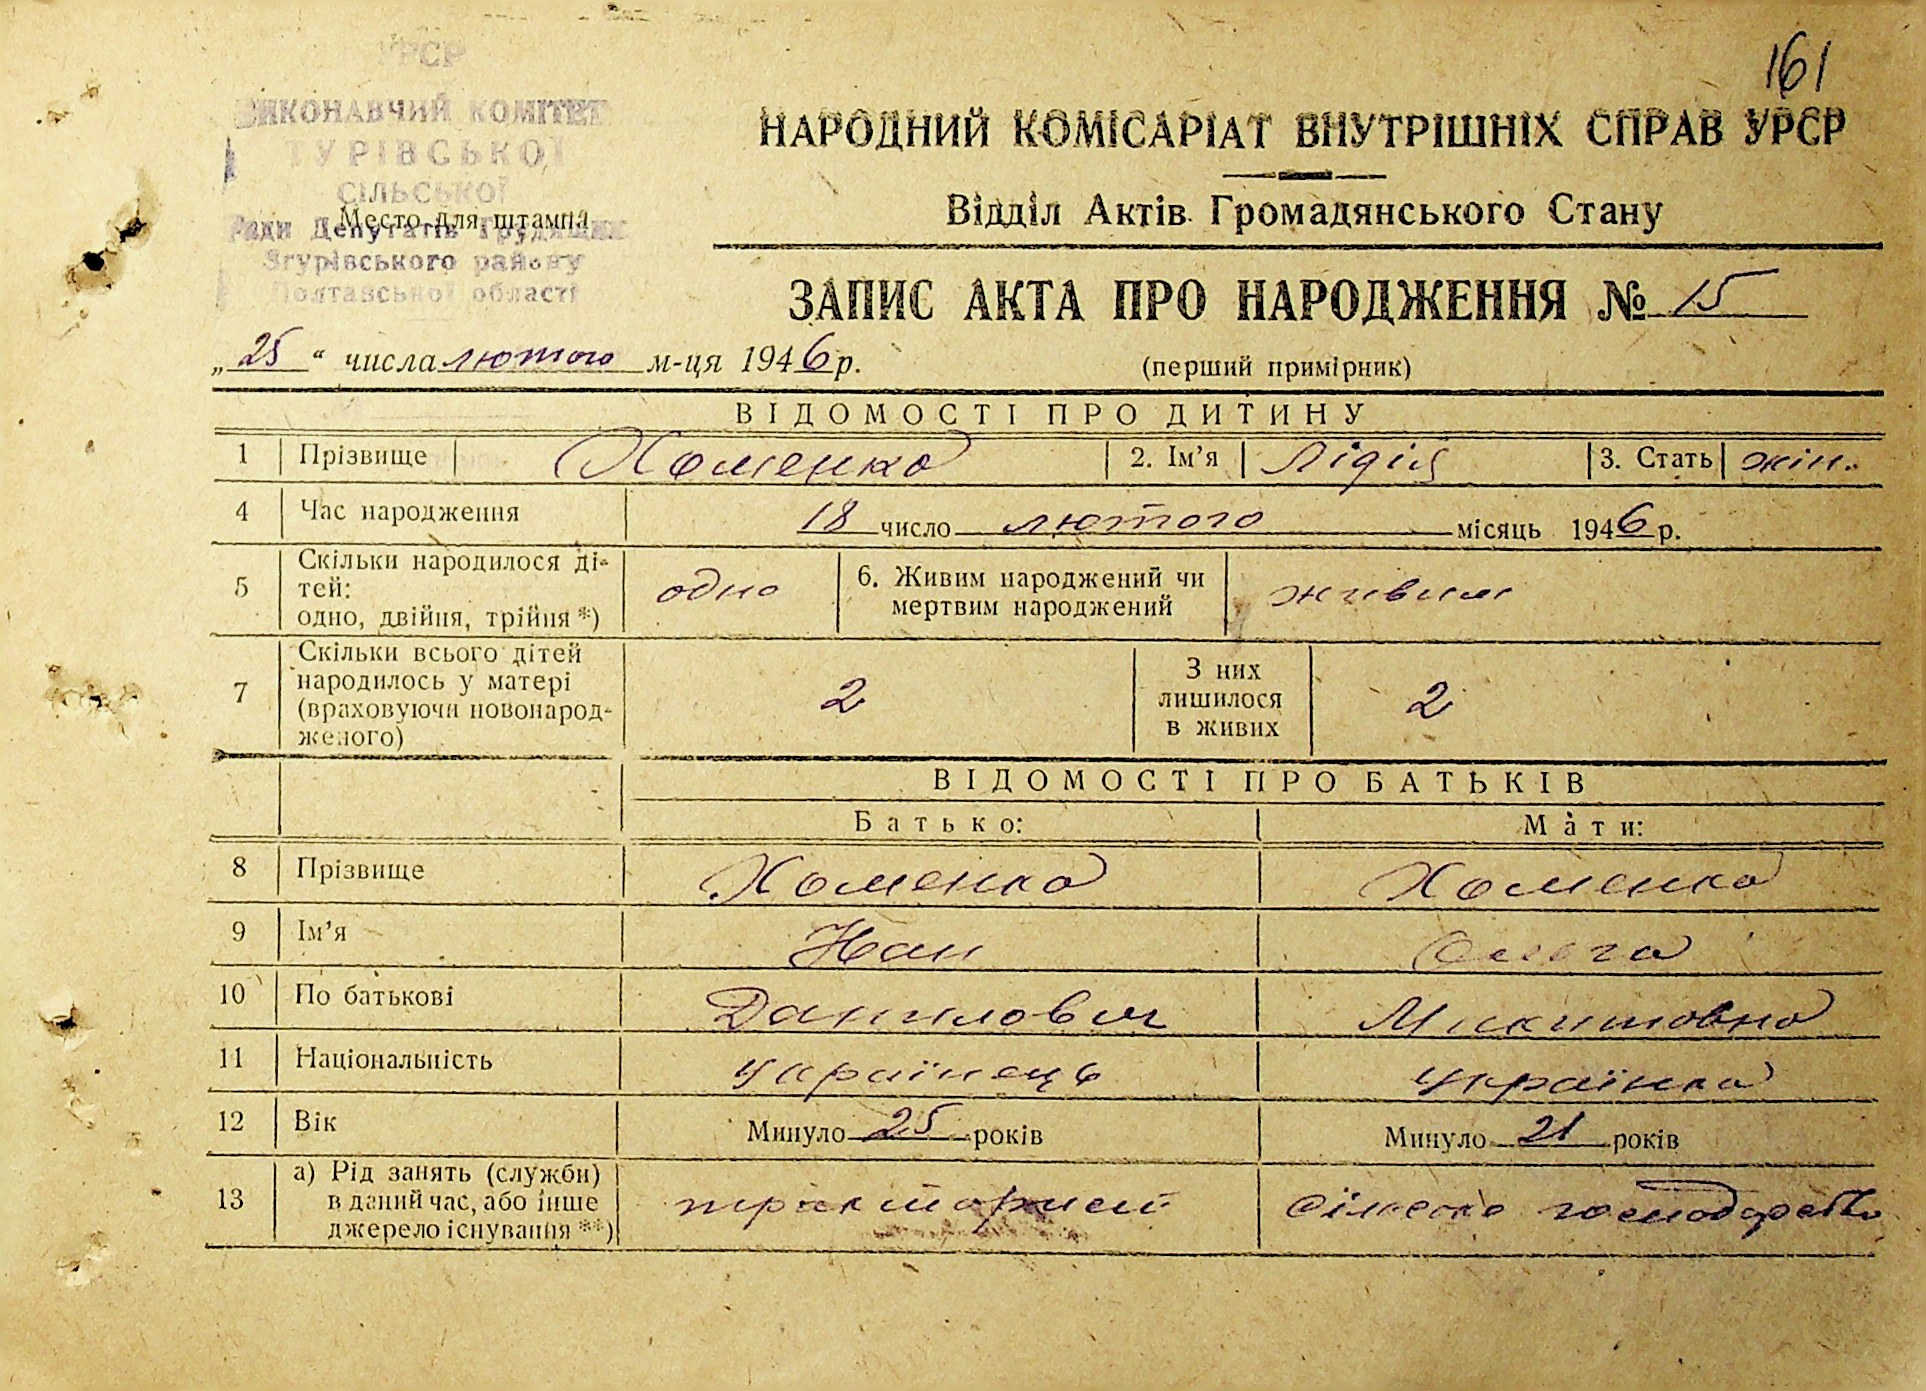 161
УРСР
ВИКОНАВЧИЙ КОМІТЕТ
ТУРІВСЬКОЇ
СІЛЬСЬКОЇ
Место для штампа
Ради Депутатів Трудящих
Згурівського району
Полтавської області
НАРОДНИЙ КОМІСАРІАТ ВНУТРІШНІХ СПРАВ УРСР
Відділ Актів Громадянського Стану
ЗАПИС АКТА ПРО НАРОДЖЕННЯ № 15
„25“ числа лютого м-ця 1946 р. (перший примірник)
ВІДОМОСТІ ПРО ДИТИНУ
1 Прізвище Хоменко 2. Ім’я Лідія 3. Стать жін.
4 Час народження 18 число лютого місяць 1946 р.
5 Скільки народилося ді-
тей:
одно, двійня, трійня *) одно 6. Живим народжений чи
мертвим народжений живим
7 Скільки всього дітей
народилось у матері
(враховуючи новонарод-
женого) 2 З них
лишилося
в живих 2
ВІДОМОСТІ ПРО БАТЬКІВ
Батько: Мати:
8 Прізвище Хоменко Хоменко
9 Ім’я Іван Ольга
10 По батькові Данилович Микитовна
11 Національність Українець Українка
12 Вік Минуло 25 років Минуло 21 років
13 а) Рід занять (служби)
в даний час, або інше
джерело існування **) тракторист сільське господарство